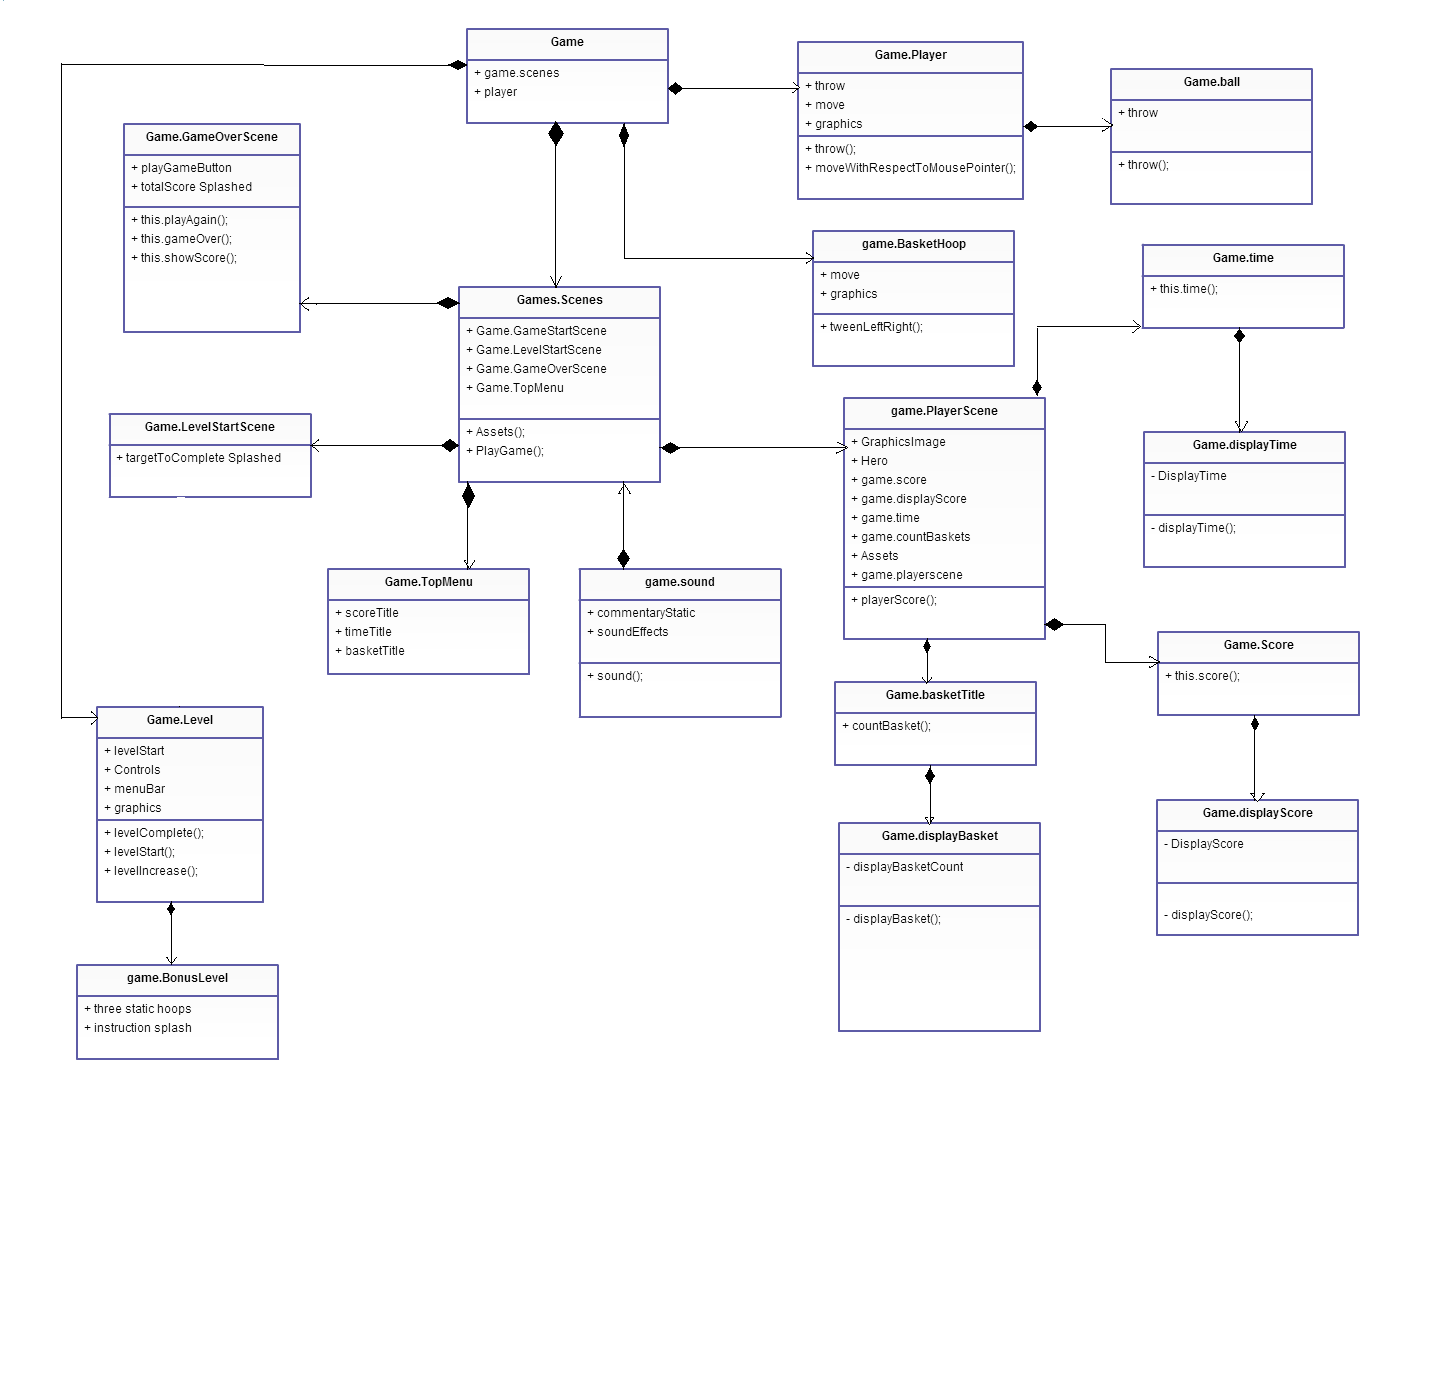 Game
+ game.scenes
+ player
Game.Player
+ throw
+ move
+ graphics
+ throw();
+ moveWithRespectToMousePointer();
Game.ball
+ throw
+ throw();
Game.GameOverScene
+ playGameButton
+ totalScore Splashed
+ this.playAgain();
+ this.gameOver();
+ this.showScore();
game.BasketHoop
+ move
+ graphics
+ tweenLeftRight();
Game.time
+ this.time();
Games.Scenes
+ Game.GameStartScene
+ Game.LevelStartScene
+ Game.GameOverScene
+ Game.TopMenu
+ Assets();
+ PlayGame();
Game.LevelStartScene
+ targetToComplete Splashed
game.PlayerScene
+ GraphicsImage
+ Hero
+ game.score
+ game.displayScore
+ game.time
+ game.countBaskets
+ Assets
+ game.playerscene
+ playerScore();
Game.displayTime
- DisplayTime
- displayTime();
Game.TopMenu
+ scoreTitle
+ timeTitle
+ basketTitle
game.sound
+ commentaryStatic
+ soundEffects
+ sound();
Game.Score
+ this.score();
Game.basketTitle
+ countBasket();
Game.Level
+ levelStart
+ Controls
+ menuBar
+ graphics
+ levelComplete();
+ levelStart();
+ levelIncrease();
Game.displayBasket
- displayBasketCount
- displayBasket();
Game.displayScore
- DisplayScore
- displayScore();
game.BonusLevel
+ three static hoops
+ instruction splash